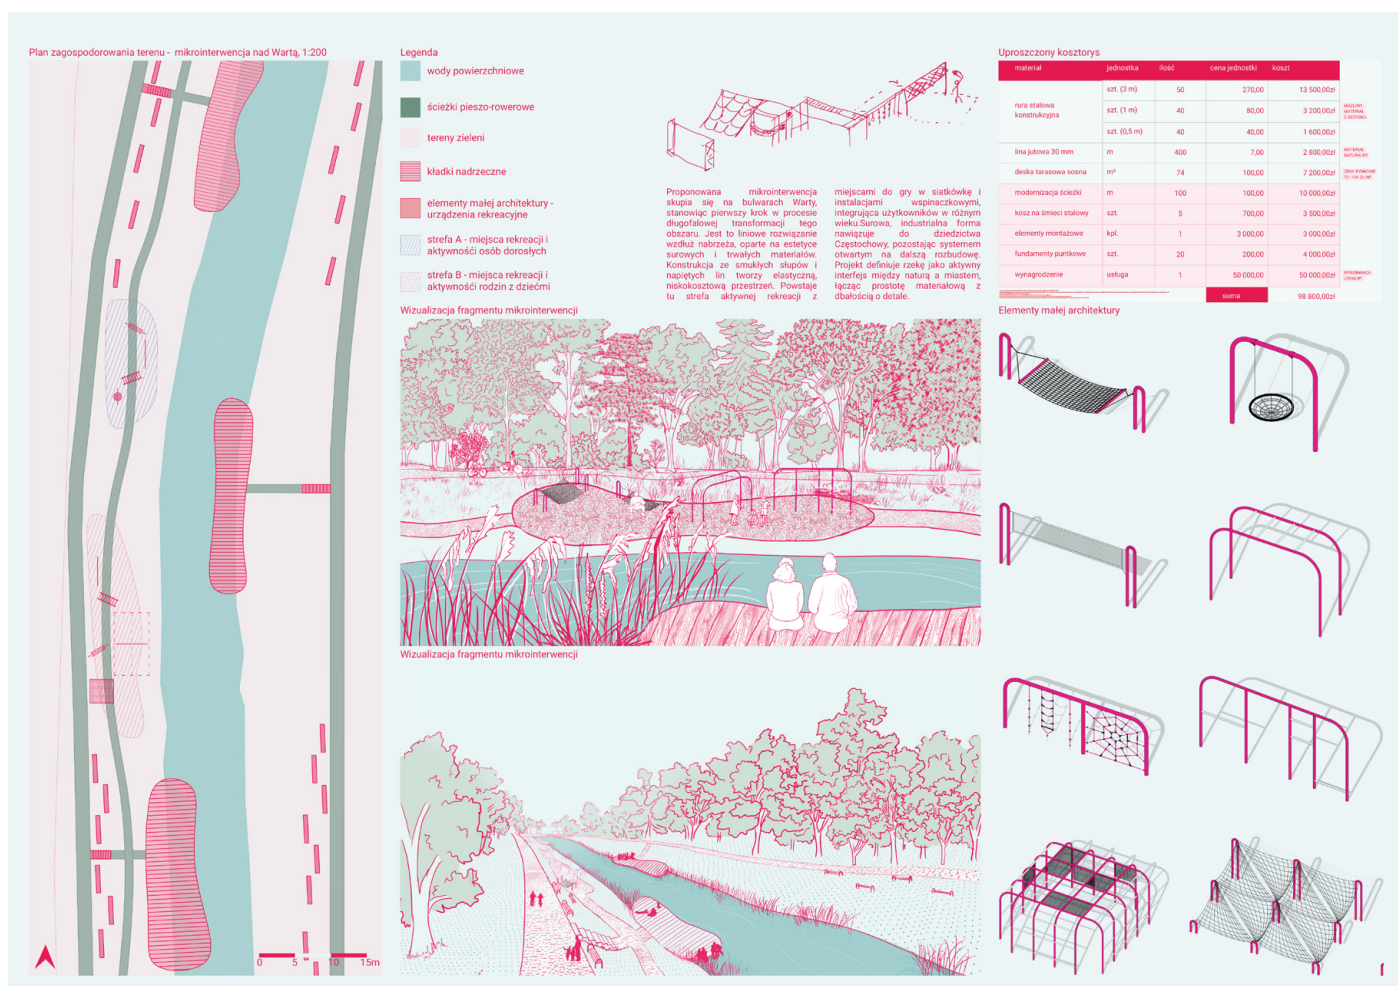 Plan zagospodorowania terenu - mikrointerwencja nad Wartą, 1:200
0 5 10 15m
Legenda
wody powierzchniowe
ścieżki pieszo-rowerowe
tereny zieleni
kładki nadrzeczne
elementy małej architektury -
urządzenia rekreacyjne
strefa A - miejsca rekreacji i
aktywnośći osób dorosłych
strefa B - miejsca rekreacji i
aktywnośći rodzin z dziećmi
Proponowana mikrointerwencja
skupia się na bulwarach Warty,
stanowiąc pierwszy krok w procesie
długofalowej transformacji tego
obszaru. Jest to liniowe rozwiązanie
wzdłuż nabrzeża, oparte na estetyce
surowych i trwałych materiałów.
Konstrukcja ze smukłych słupów i
napiętych lin tworzy elastyczną,
niskokosztową przestrzeń. Powstaje
tu strefa aktywnej rekreacji z
miejscami do gry w siatkówkę i
instalacjami wspinaczkowymi,
integrująca użytkowników w różnym
wieku.Surowa, industrialna forma
nawiązuje do dziedzictwa
Częstochowy, pozostając systemem
otwartym na dalszą rozbudowę.
Projekt definiuje rzekę jako aktywny
interfejs między naturą a miastem,
łącząc prostotę materiałową z
dbałością o detale.
Wizualizacja fragmentu mikrointerwencji
Wizualizacja fragmentu mikrointerwencji
Uproszczony kosztorys
materiał jednostka ilość cena jednostki koszt
rura stalowa
konstrukcyjna
szt. (3 m) 50 270,00 13 500,00zł
szt. (1 m) 40 80,00 3 200,00zł
szt. (0,5 m) 40 40,00 1 600,00zł
lina jutowa 30 mm m 400 7,00 2 800,00zł
MATERIAŁ
NATURALNY
deska tarasowa sosna m² 74 100,00 7 200,00zł
modernizacja ścieżki m 100 100,00 10 000,00zł
kosz na śmieci stalowy szt. 5 700,00 3 500,00zł
elementy montażowe kpl. 1 3 000,00 3 000,00zł
fundamenty puntkowe szt. 20 200,00 4 000,00zł
wynagrodzenie usługa 1 50 000,00 50 000,00zł
suma 98 800,00zł
Elementy małej architektury